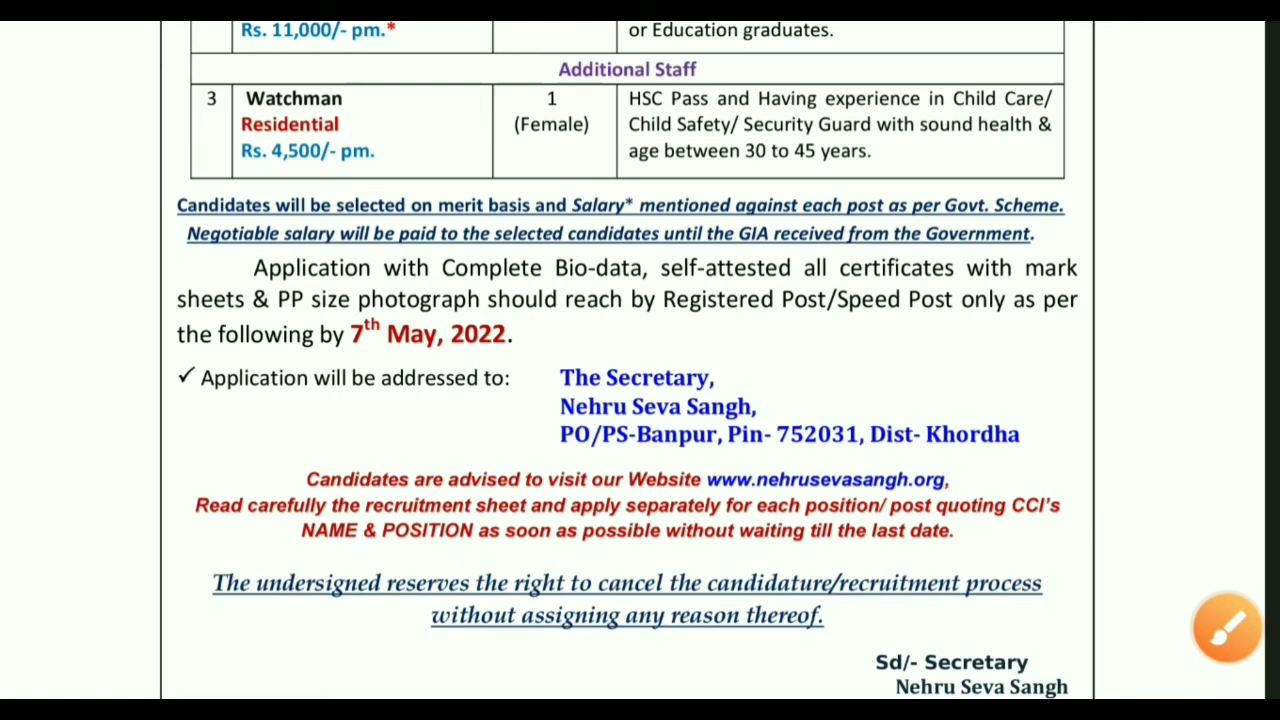 Rs. 11,000/- pm.*
or Education graduates.
Additional Staff
3 Watchman 1 HSC Pass and Having experience in Child Care/
Residential (Female) Child Safety/ Security Guard with sound health &
Rs. 4,500/- pm. age between 30 to 45 years.
Candidates will be selected on merit basis and Salary* mentioned against each post as per Govt. Scheme.
Negotiable salary will be paid to the selected candidates until the GIA received from the Government.
Application with Complete Bio-data, self-attested all certificates with mark
sheets & PP size photograph should reach by Registered Post/Speed Post only as per
the following by 7th May, 2022.
✓ Application will be addressed to: The Secretary,
Nehru Seva Sangh,
PO/PS-Banpur, Pin- 752031, Dist- Khordha
Candidates are advised to visit our Website www.nehrusevasangh.org,
Read carefully the recruitment sheet and apply separately for each position/ post quoting CCI's
NAME & POSITION as soon as possible without waiting till the last date.
The undersigned reserves the right to cancel the candidature/recruitment process
without assigning any reason thereof.
Sd/- Secretary
Nehru Seva Sangh